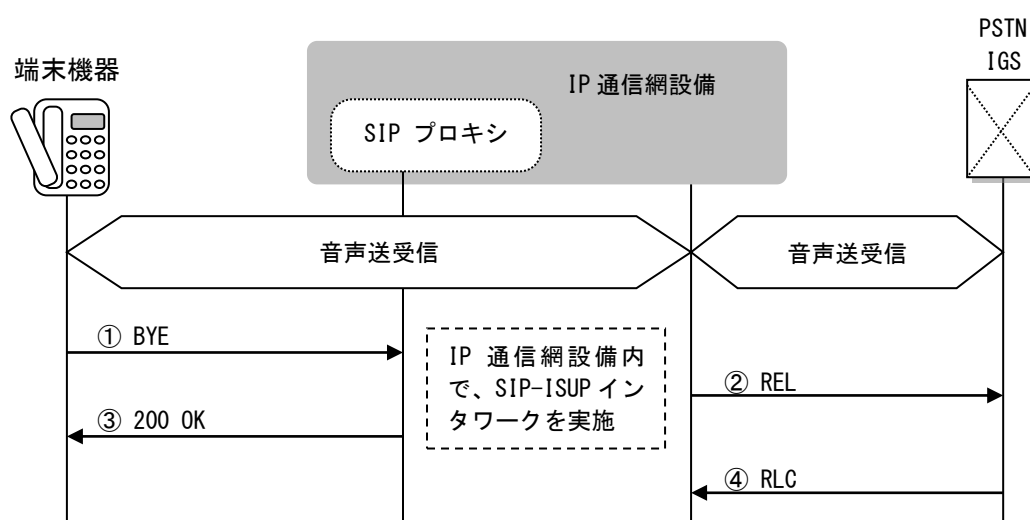 PSTN
IGS
端末機器
IP 通信網設備
SIP プロキシ
音声送受信
音声送受信
① BYE
IP 通信網設備内
で、SIP-ISUP イン
タワークを実施
② REL
③ 200 OK
④ RLC